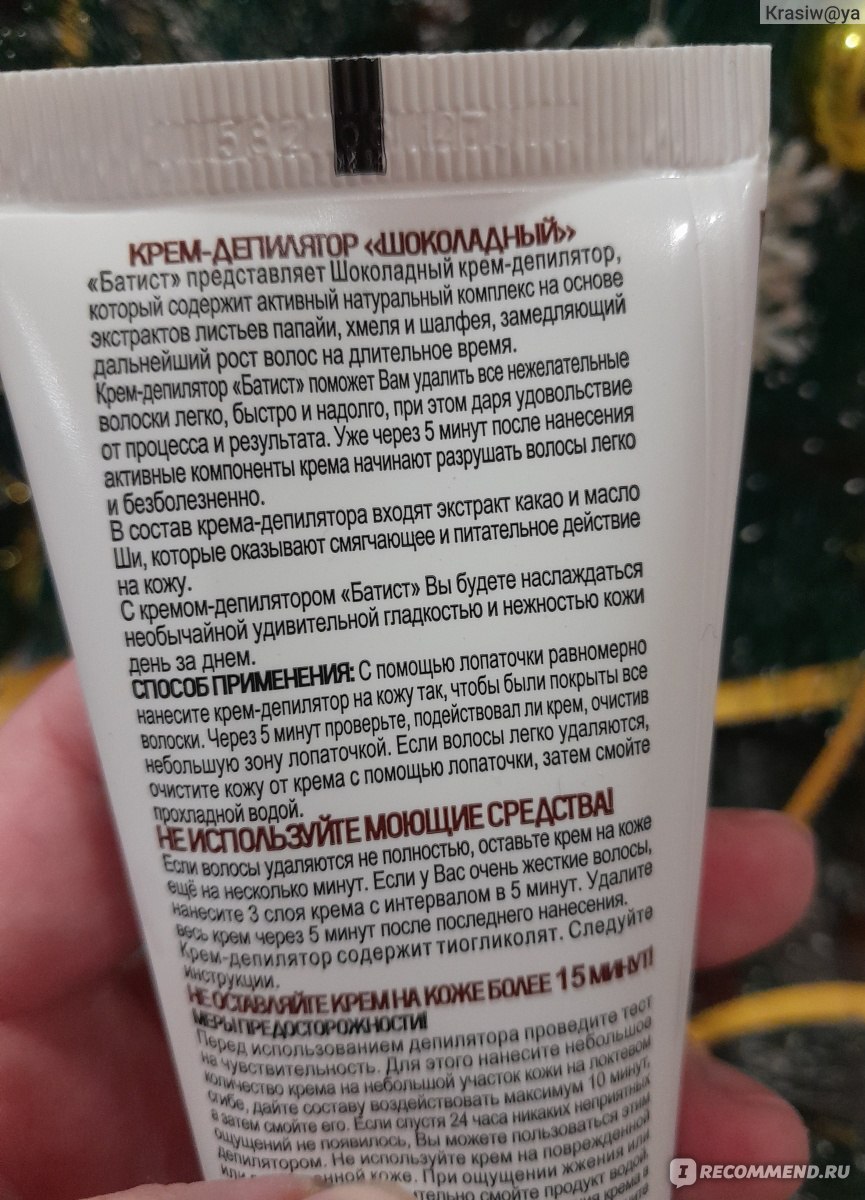 Krasiw@ya
КРЕМ-ДЕПИЛЯТОР «ШОКОЛАДНЫЙ»
«Батист» представляет Шоколадный крем-депилятор,
который содержит активный натуральный комплекс на основе
экстрактов листьев папайи, хмеля и шалфея, замедляющий
дальнейший рост волос на длительное время.
Крем-депилятор «Батист» поможет Вам удалить все нежелательные
волоски легко, быстро и надолго, при этом даря удовольствие
от процесса и результата. Уже через 5 минут после нанесения
активные компоненты крема начинают разрушать волосы легко
и безболезненно.
В состав крема-депилятора входят экстракт какао и масло
Ши, которые оказывают смягчающее и питательное действие
на кожу.
С кремом-депилятором «Батист» Вы будете наслаждаться
необычайной удивительной гладкостью и нежностью кожи
день за днем.
СПОСОБ ПРИМЕНЕНИЯ: С помощью лопаточки равномерно
нанесите крем-депилятор на кожу так, чтобы были покрыты все
волоски. Через 5 минут проверьте, подействовал ли крем, очистив
небольшую зону лопаточкой. Если волосы легко удаляются,
очистите кожу от крема с помощью лопаточки, затем смойте
прохладной водой.
НЕ ИСПОЛЬЗУЙТЕ МОЮЩИЕ СРЕДСТВА!
Если волосы удаляются не полностью, оставьте крем на коже
ещё на несколько минут. Если у Вас очень жесткие волосы,
нанесите 3 слоя крема с интервалом в 5 минут. Удалите
весь крем через 5 минут после последнего нанесения.
Крем-депилятор содержит тиогликолят. Следуйте
инструкции.
НЕ ОСТАВЛЯЙТЕ КРЕМ НА КОЖЕ БОЛЕЕ 15 МИНУТ!
МЕРЫ ПРЕДОСТОРОЖНОСТИ!
Перед использованием депилятора проведите тест
на чувствительность. Для этого нанесите небольшое
количество крема на небольшой участок кожи на локтевом
сгибе, дайте составу воздействовать максимум 10 минут,
а затем смойте его. Если спустя 24 часа никаких неприятных
ощущений не появилось, Вы можете пользоваться этим
депилятором. Не используйте крем на поврежденной
или коже. При ощущении жжения или
смойте продукт водой.
крема в
I RECOMMEND.RU